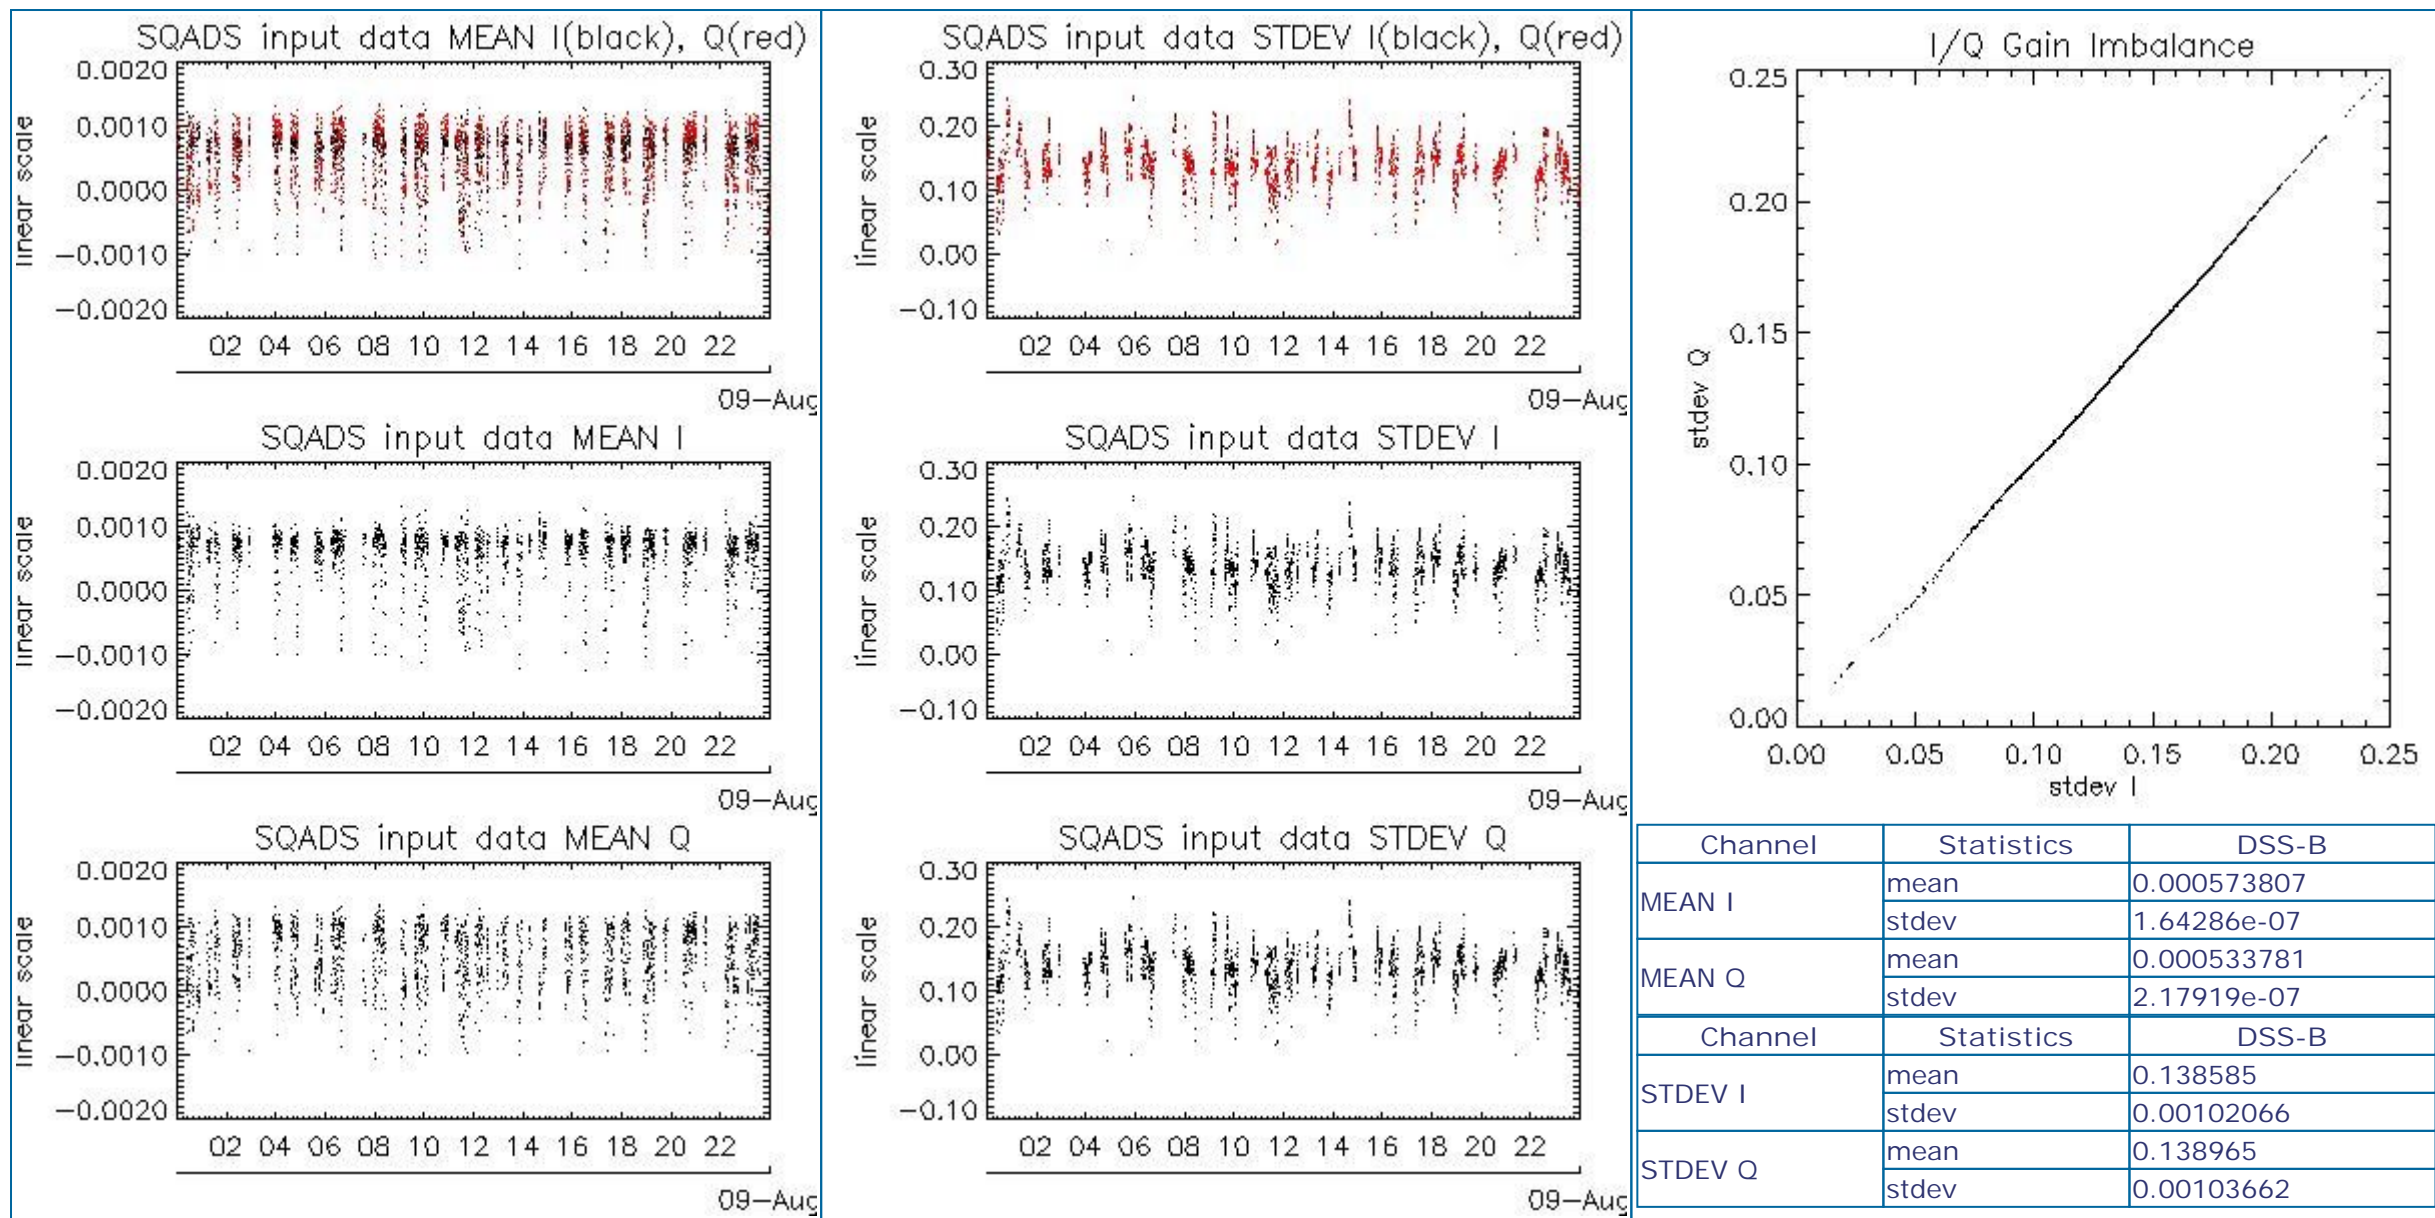 SQADS input data MEAN I(black), Q(red)
0.0020
0.0010
0.0000
−0.0010
−0.0020
linear scale
02 04 06 08 10 12 14 16 18 20 22
09−Aug
SQADS input data MEAN I
0.0020
0.0010
0.0000
−0.0010
−0.0020
linear scale
02 04 06 08 10 12 14 16 18 20 22
09−Aug
SQADS input data MEAN Q
0.0020
0.0010
0.0000
−0.0010
−0.0020
linear scale
02 04 06 08 10 12 14 16 18 20 22
09−Aug
SQADS input data STDEV I(black), Q(red)
0.30
0.20
0.10
0.00
−0.10
linear scale
02 04 06 08 10 12 14 16 18 20 22
09−Aug
SQADS input data STDEV I
0.30
0.20
0.10
0.00
−0.10
linear scale
02 04 06 08 10 12 14 16 18 20 22
09−Aug
SQADS input data STDEV Q
0.30
0.20
0.10
0.00
−0.10
linear scale
02 04 06 08 10 12 14 16 18 20 22
09−Aug
I/Q Gain Imbalance
0.25
0.20
0.15
0.10
0.05
0.00
stdev Q
0.00 0.05 0.10 0.15 0.20 0.25
stdev I
Channel Statistics DSS-B
MEAN I mean 0.000573807
stdev 1.64286e-07
MEAN Q mean 0.000533781
stdev 2.17919e-07
Channel Statistics DSS-B
STDEV I mean 0.138585
stdev 0.00102066
STDEV Q mean 0.138965
stdev 0.00103662